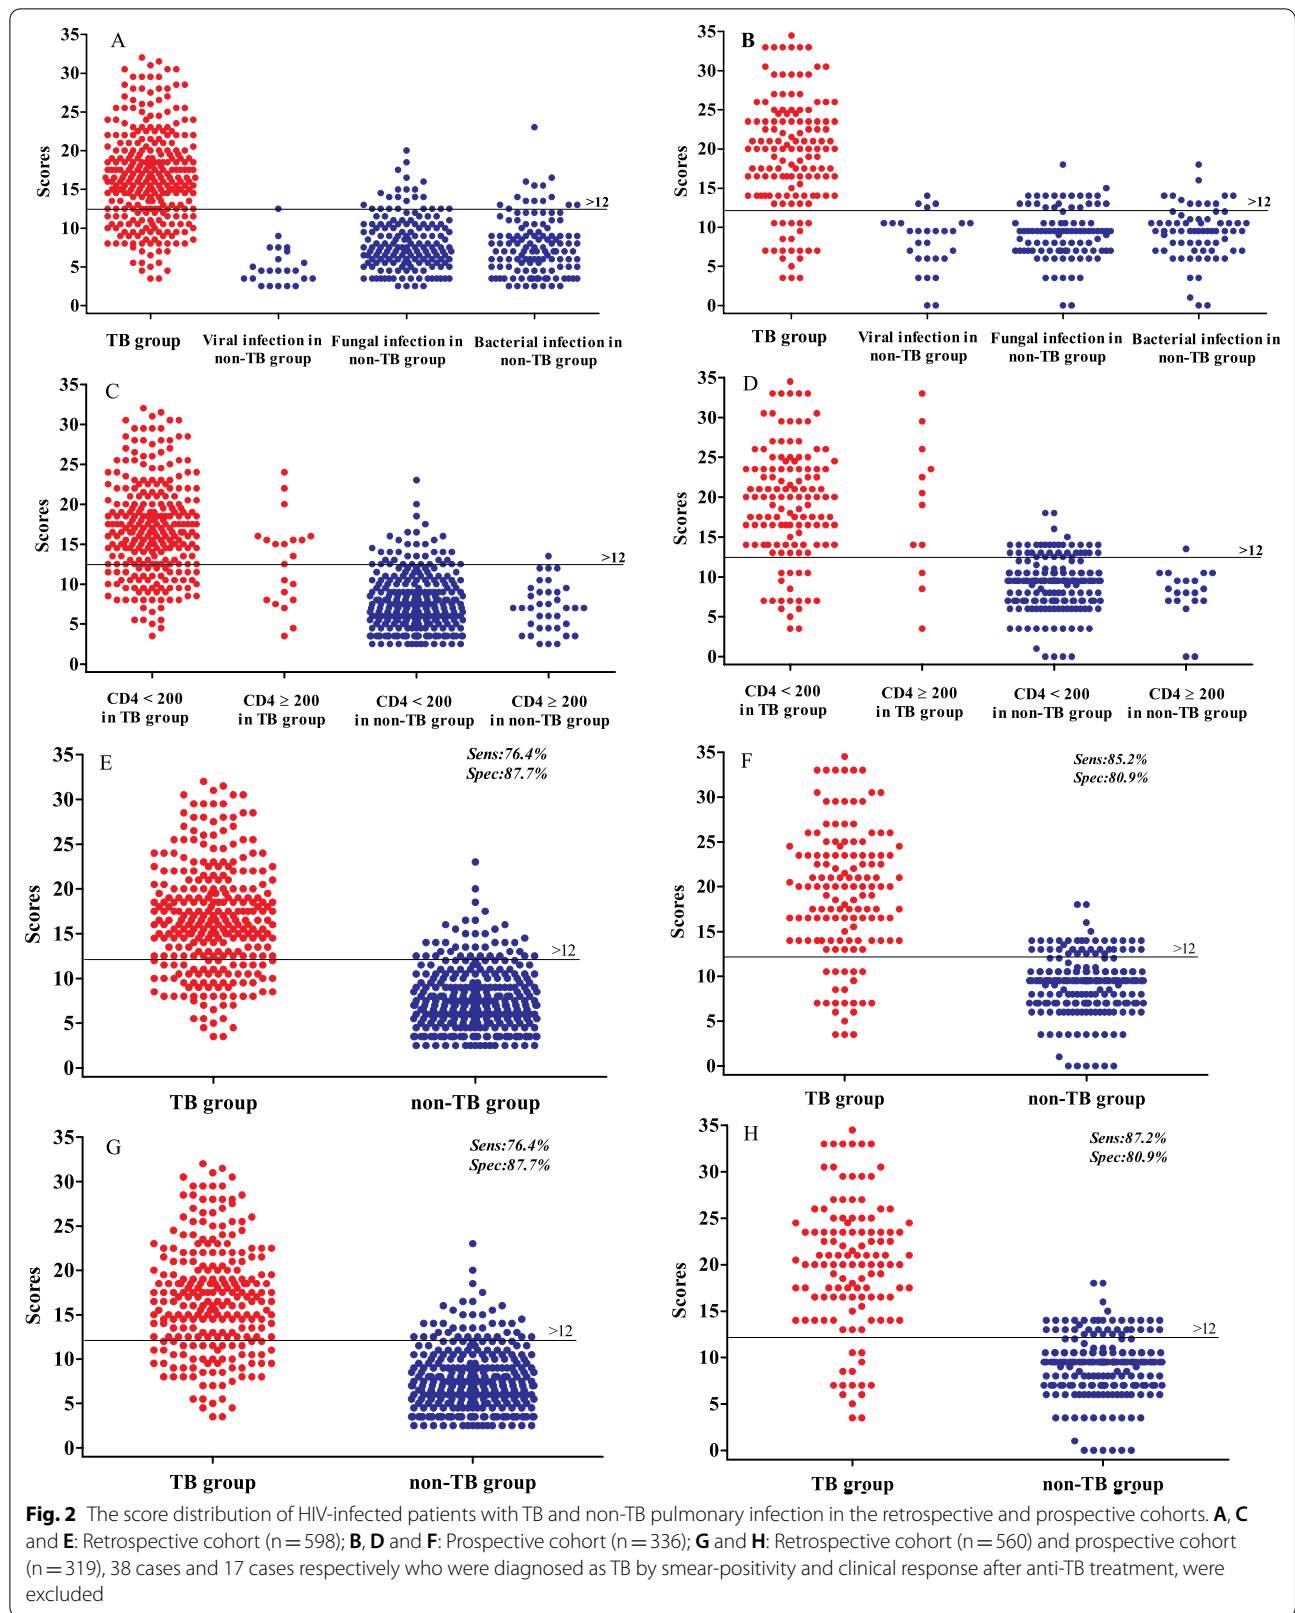 A
35
30
25
20
15
10
5
0
Scores
>12
TB group
Viral infection in
non-TB group
Fungal infection in
non-TB group
Bacterial infection in
non-TB group
B
35
30
25
20
15
10
5
0
Scores
>12
TB group
Viral infection in
non-TB group
Fungal infection in
non-TB group
Bacterial infection in
non-TB group
C
35
30
25
20
15
10
5
0
Scores
>12
CD4 < 200
in TB group
CD4 ≥ 200
in TB group
CD4 < 200
in non-TB group
CD4 ≥ 200
in non-TB group
D
35
30
25
20
15
10
5
0
Scores
>12
CD4 < 200
in TB group
CD4 ≥ 200
in TB group
CD4 < 200
in non-TB group
CD4 ≥ 200
in non-TB group
E
Sens:76.4%
Spec:87.7%
35
30
25
20
15
10
5
0
Scores
>12
TB group
non-TB group
F
Sens:85.2%
Spec:80.9%
35
30
25
20
15
10
5
0
Scores
>12
TB group
non-TB group
G
Sens:76.4%
Spec:87.7%
35
30
25
20
15
10
5
0
Scores
>12
TB group
non-TB group
H
Sens:87.2%
Spec:80.9%
35
30
25
20
15
10
5
0
Scores
>12
TB group
non-TB group
Fig. 2 The score distribution of HIV-infected patients with TB and non-TB pulmonary infection in the retrospective and prospective cohorts. A, C
and E: Retrospective cohort (n = 598); B, D and F: Prospective cohort (n = 336); G and H: Retrospective cohort (n = 560) and prospective cohort
(n = 319), 38 cases and 17 cases respectively who were diagnosed as TB by smear-positivity and clinical response after anti-TB treatment, were
excluded